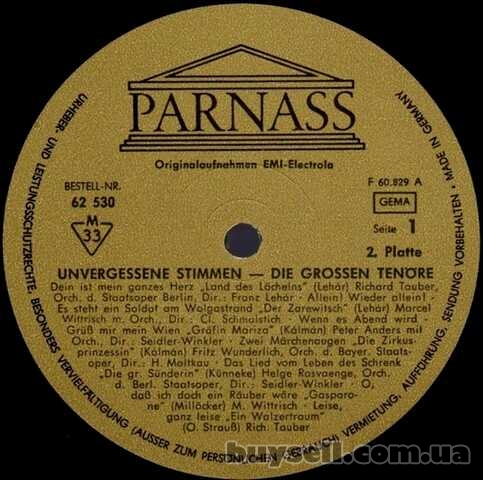 PARNASS
Originalaufnahmen EMI-Electrola
BESTELL-NR.
62 530
M
33
F 60.829 A
GEMA
Seite 1
2. Platte
UNVERGESSENE STIMMEN — DIE GROSSEN TENÖRE
Dein ist mein ganzes Herz „Land des Lächelns" (Lehár) Richard Tauber,
Orch. d. Staatsoper Berlin, Dir.: Franz Lehár · Allein! Wieder allein! -
Es steht ein Soldat am Wolgastrand „Der Zarewitsch" (Lehár) Marcel
Wittrisch m. Orch., Dir.: Cl. Schmalstich · Wenn es Abend wird -
Grüß mir mein Wien "Gräfin Mariza" (Kálmán) Peter Anders mit
Orch., Dir.: Seidler-Winkler · Zwei Märchenaugen „Die Zirkus-
prinzessin" (Kálmán) Fritz Wunderlich, Orch. d. Bayer. Staats-
oper, Dir.: H. Moltkau · Das Lied vom Leben des Schrenk
„Die gr. Sünderin" (Künneke) Helge Rosvaenge, Orch.
d. Berl. Staatsoper, Dir.: Seidler-Winkler · O,
daß ich doch ein Räuber wäre „Gasparo-
ne" (Millöcker) M. Wittrisch · Leise,
ganz leise „Ein Walzertraum"
(O. Strauß) Rich. Tauber
URHEBER- UND LEISTUNGSSCHUTZRECHTE, BESONDERS VERVIELFÄLTIGUNG (AUSSER ZUM PERSÖNLICHEN GEBRAUCH) VERMIETUNG, AUFFÜHRUNG, SENDUNG VORBEHALTEN · MADE IN GERMANY
buysell.com.ua